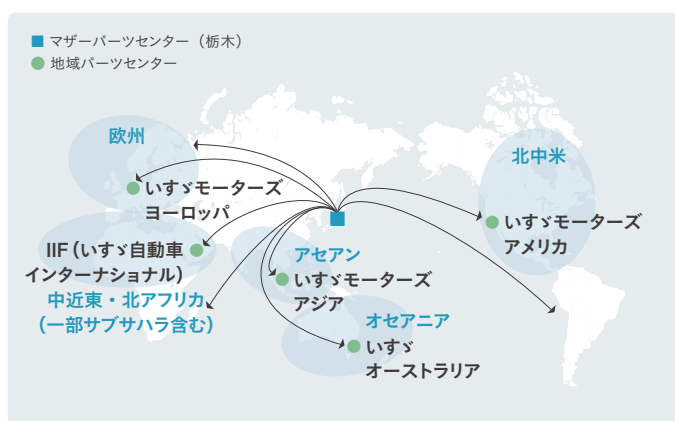 マザーパーツセンター（栃木）
地域パーツセンター
欧州
いすゞモーターズ
ヨーロッパ
北中米
いすゞモーターズ
アメリカ
IIF（いすゞ自動車
インターナショナル）
中近東・北アフリカ
（一部サブサハラ含む）
アセアン
いすゞモーターズ
アジア
オセアニア
いすゞ
オーストラリア